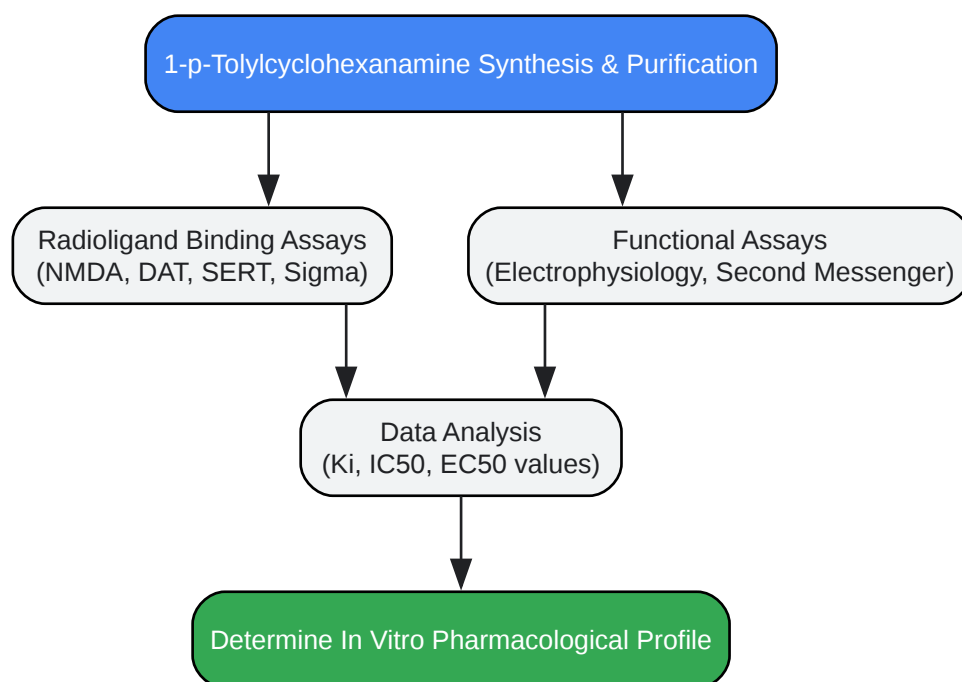 1-p-Tolylcyclohexanamine Synthesis & Purification
Radioligand Binding Assays
(NMDA, DAT, SERT, Sigma)
Functional Assays
(Electrophysiology, Second Messenger)
Data Analysis
(Ki, IC50, EC50 values)
Determine In Vitro Pharmacological Profile